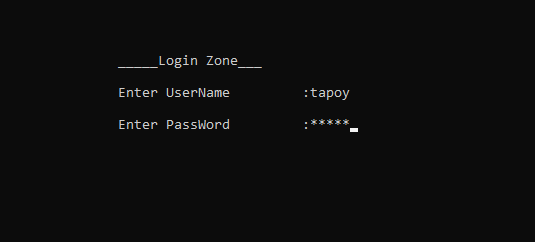 _____Login Zone___
Enter UserName :tapoy
Enter PassWord :*****